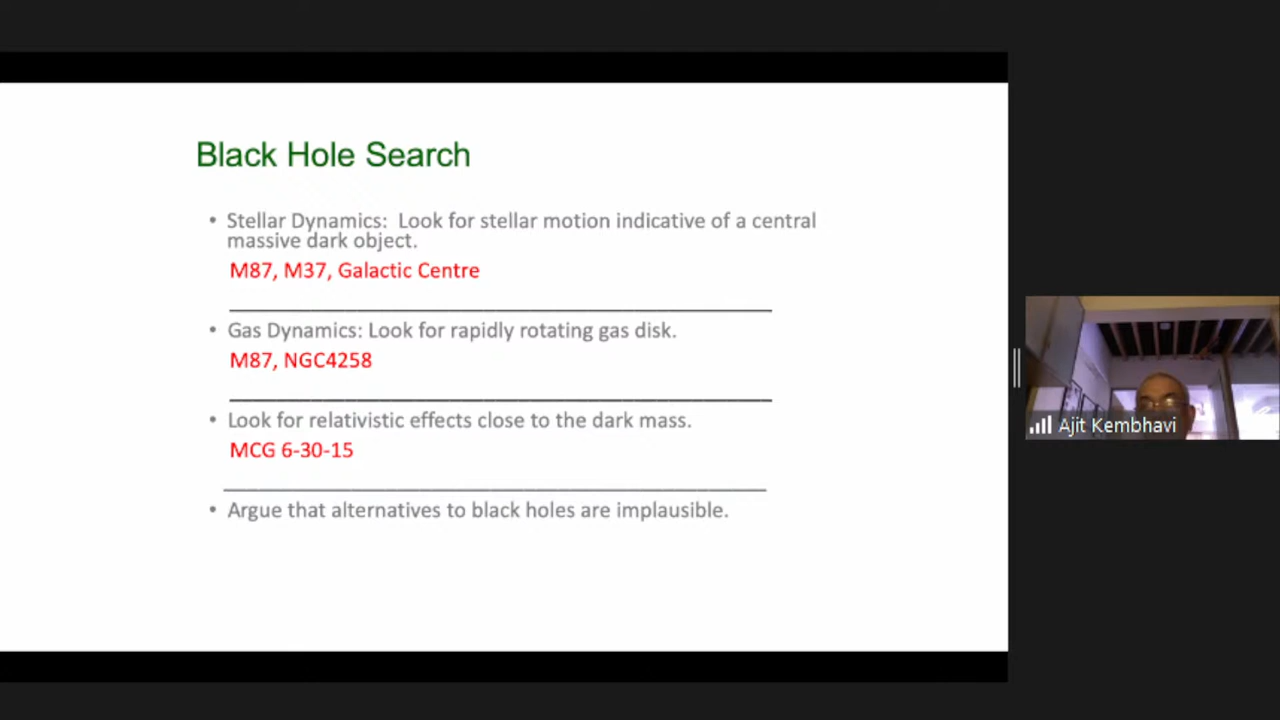 Black Hole Search
• Stellar Dynamics:  Look for stellar motion indicative of a central
massive dark object.
M87, M37, Galactic Centre
• Gas Dynamics: Look for rapidly rotating gas disk.
M87, NGC4258
• Look for relativistic effects close to the dark mass.
MCG 6-30-15
• Argue that alternatives to black holes are implausible.
Ajit Kembhavi